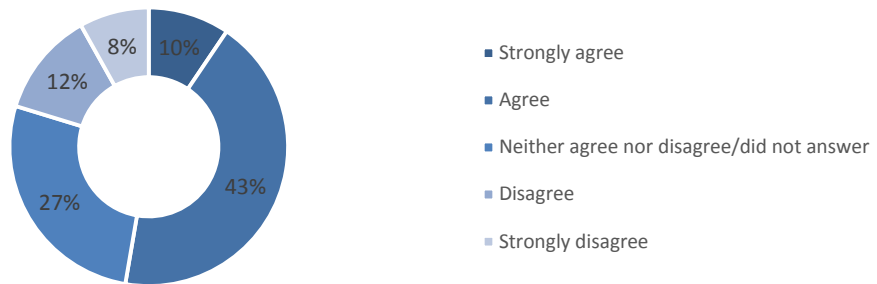 8%
10%
12%
43%
27%
Strongly agree
Agree
Neither agree nor disagree/did not answer
Disagree
Strongly disagree